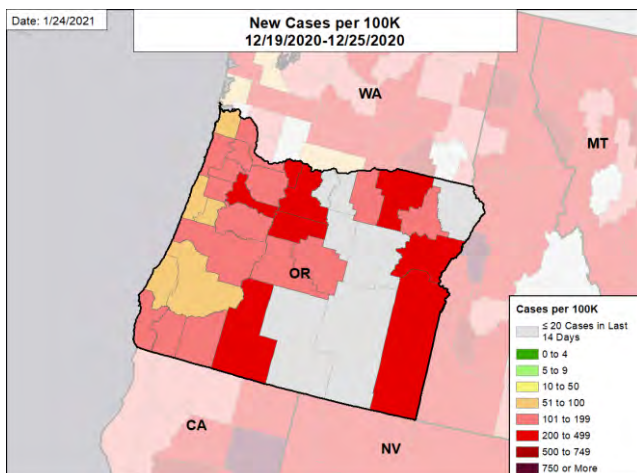 Date: 1/24/2021
New Cases per 100K
12/19/2020-12/25/2020
WA
MT
OR
CA
NV
Cases per 100K
≤ 20 Cases in Last
14 Days
0 to 4
5 to 9
10 to 50
51 to 100
101 to 199
200 to 499
500 to 749
750 or More